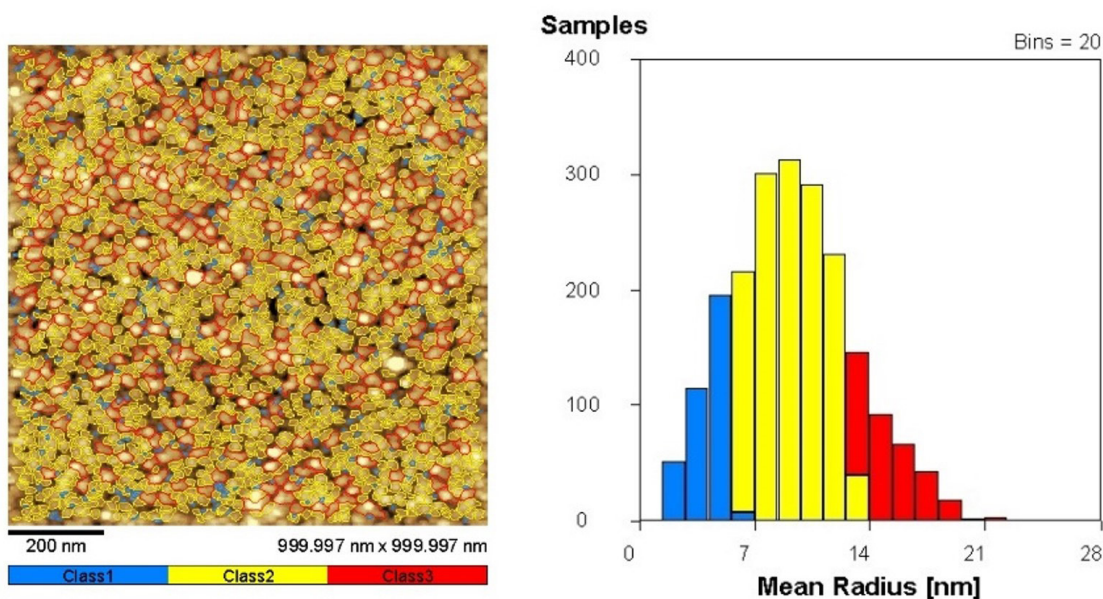 200 nm
999.997 nm x 999.997 nm
Class1
Class2
Class3
Samples
Bins = 20
400
300
200
100
0
0
7
14
21
28
Mean Radius [nm]